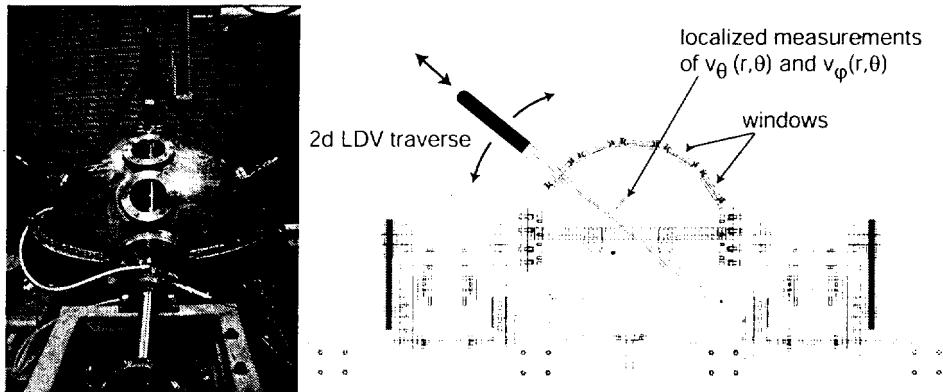 localized measurements
of vθ (r,θ) and vφ(r,θ)
windows
2d LDV traverse